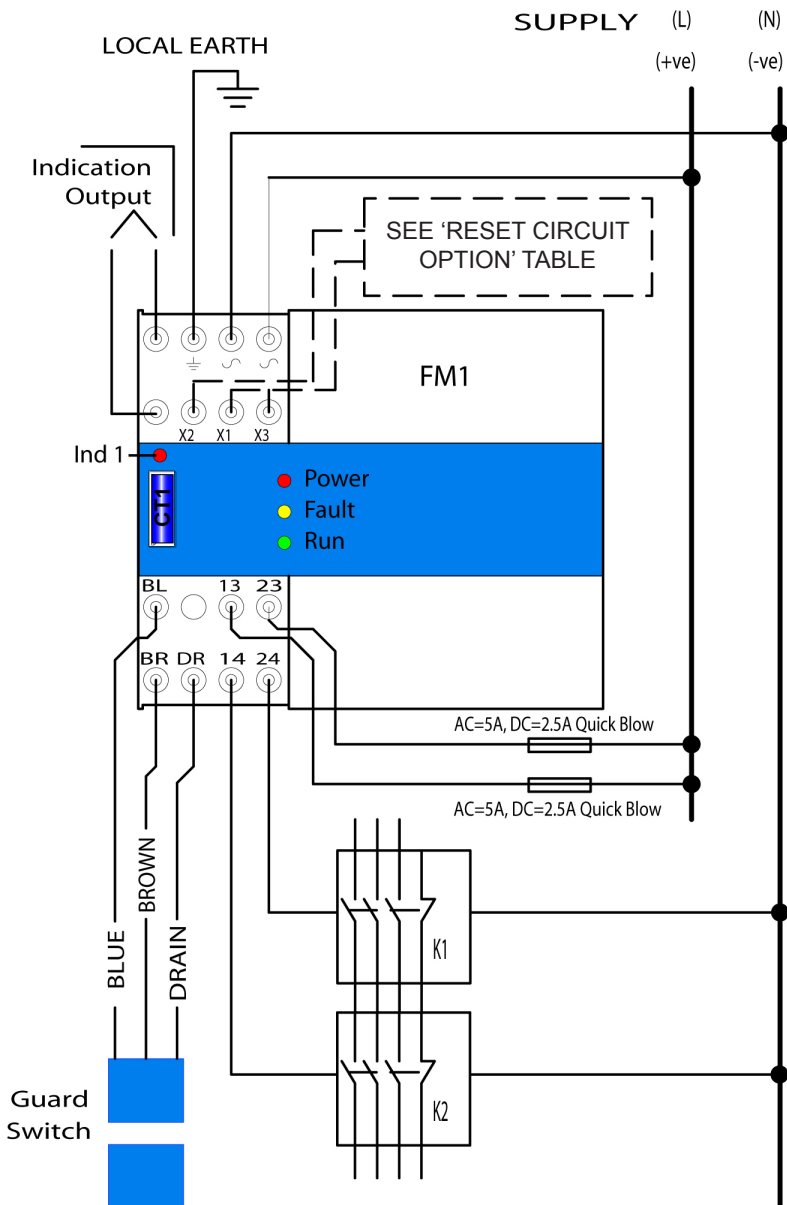 SUPPLY (L) (N)
(+ve) (-ve)
LOCAL EARTH
Indication
Output
SEE ‘RESET CIRCUIT
OPTION’ TABLE
FM1
X2 X1 X3
Ind 1
CT1
Power
Fault
Run
BL 13 23
BR DR 14 24
AC=5A, DC=2.5A Quick Blow
AC=5A, DC=2.5A Quick Blow
BLUE
BROWN
DRAIN
K1
K2
Guard
Switch